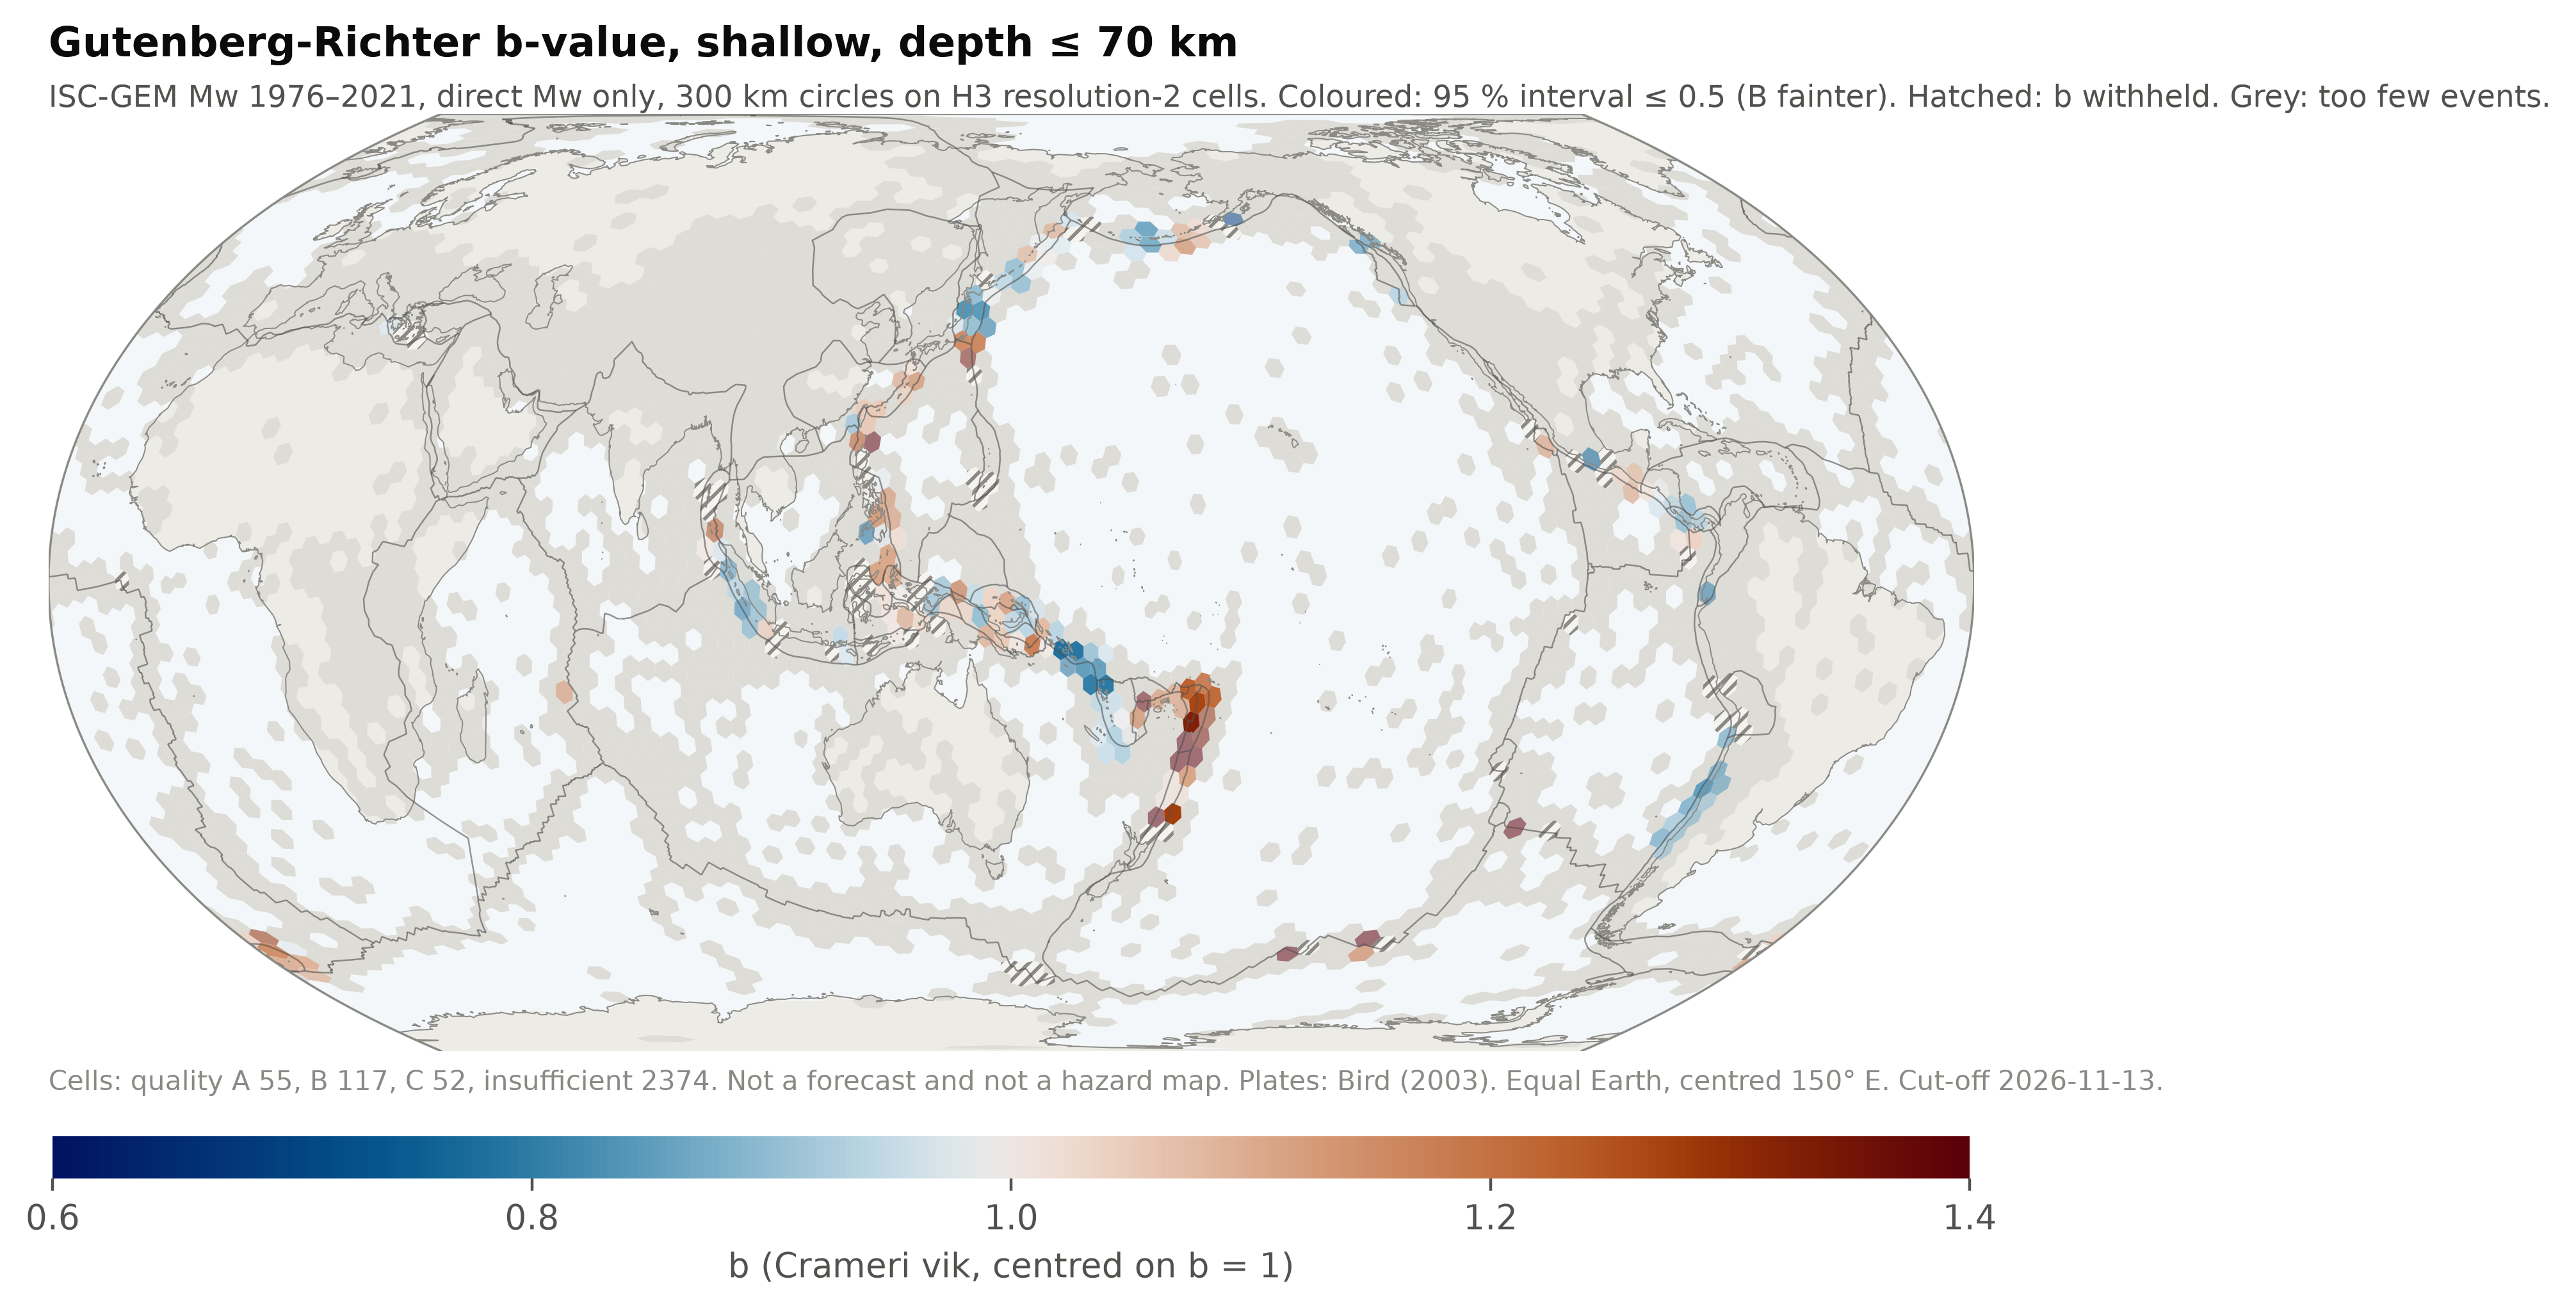 Gutenberg-Richter b-value, shallow, depth ≤ 70 km
ISC-GEM Mw 1976–2021, direct Mw only, 300 km circles on H3 resolution-2 cells. Coloured: 95 % interval ≤ 0.5 (B fainter). Hatched: b withheld. Grey: too few events.
Cells: quality A 55, B 117, C 52, insufficient 2374. Not a forecast and not a hazard map. Plates: Bird (2003). Equal Earth, centred 150° E. Cut-off 2026-11-13.
0.6 0.8 1.0 1.2 1.4
b (Crameri vik, centred on b = 1)